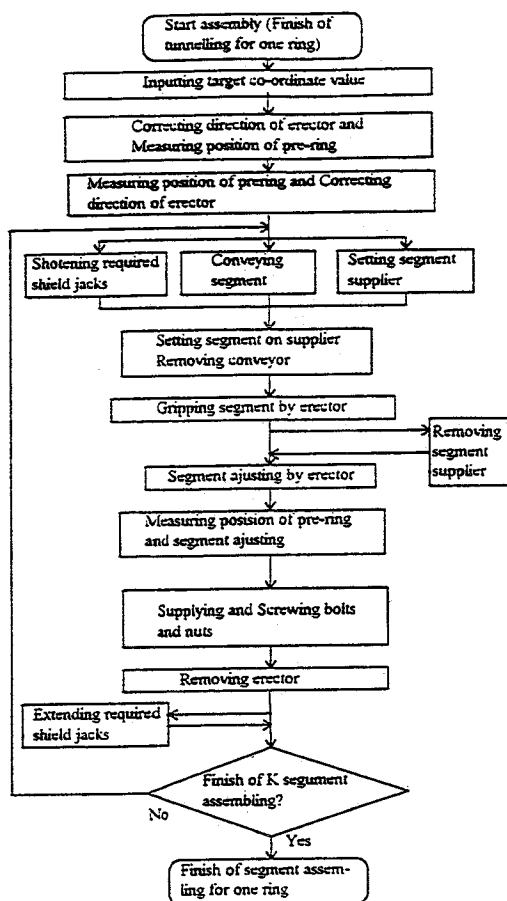 Start assembly (Finish of
tunnelling for one ring)
Inputting target co-ordinate value
Correcting direction of erector and
Measuring position of pre-ring
Measuring position of prering and Correcting
direction of erector
Shotening required
shield jacks
Conveying
segment
Setting segment
supplier
Setting segment on supplier
Removing conveyor
Gripping segment by erector
Removing
segment
supplier
Segment ajusting by erector
Measuring posision of pre-ring
and segment ajusting
Supplying and Screwing bolts
and nuts
Removing erector
Extending required
shield jacks
Finish of K segument
assembling?
No
Yes
Finish of segment assem-
ling for one ring